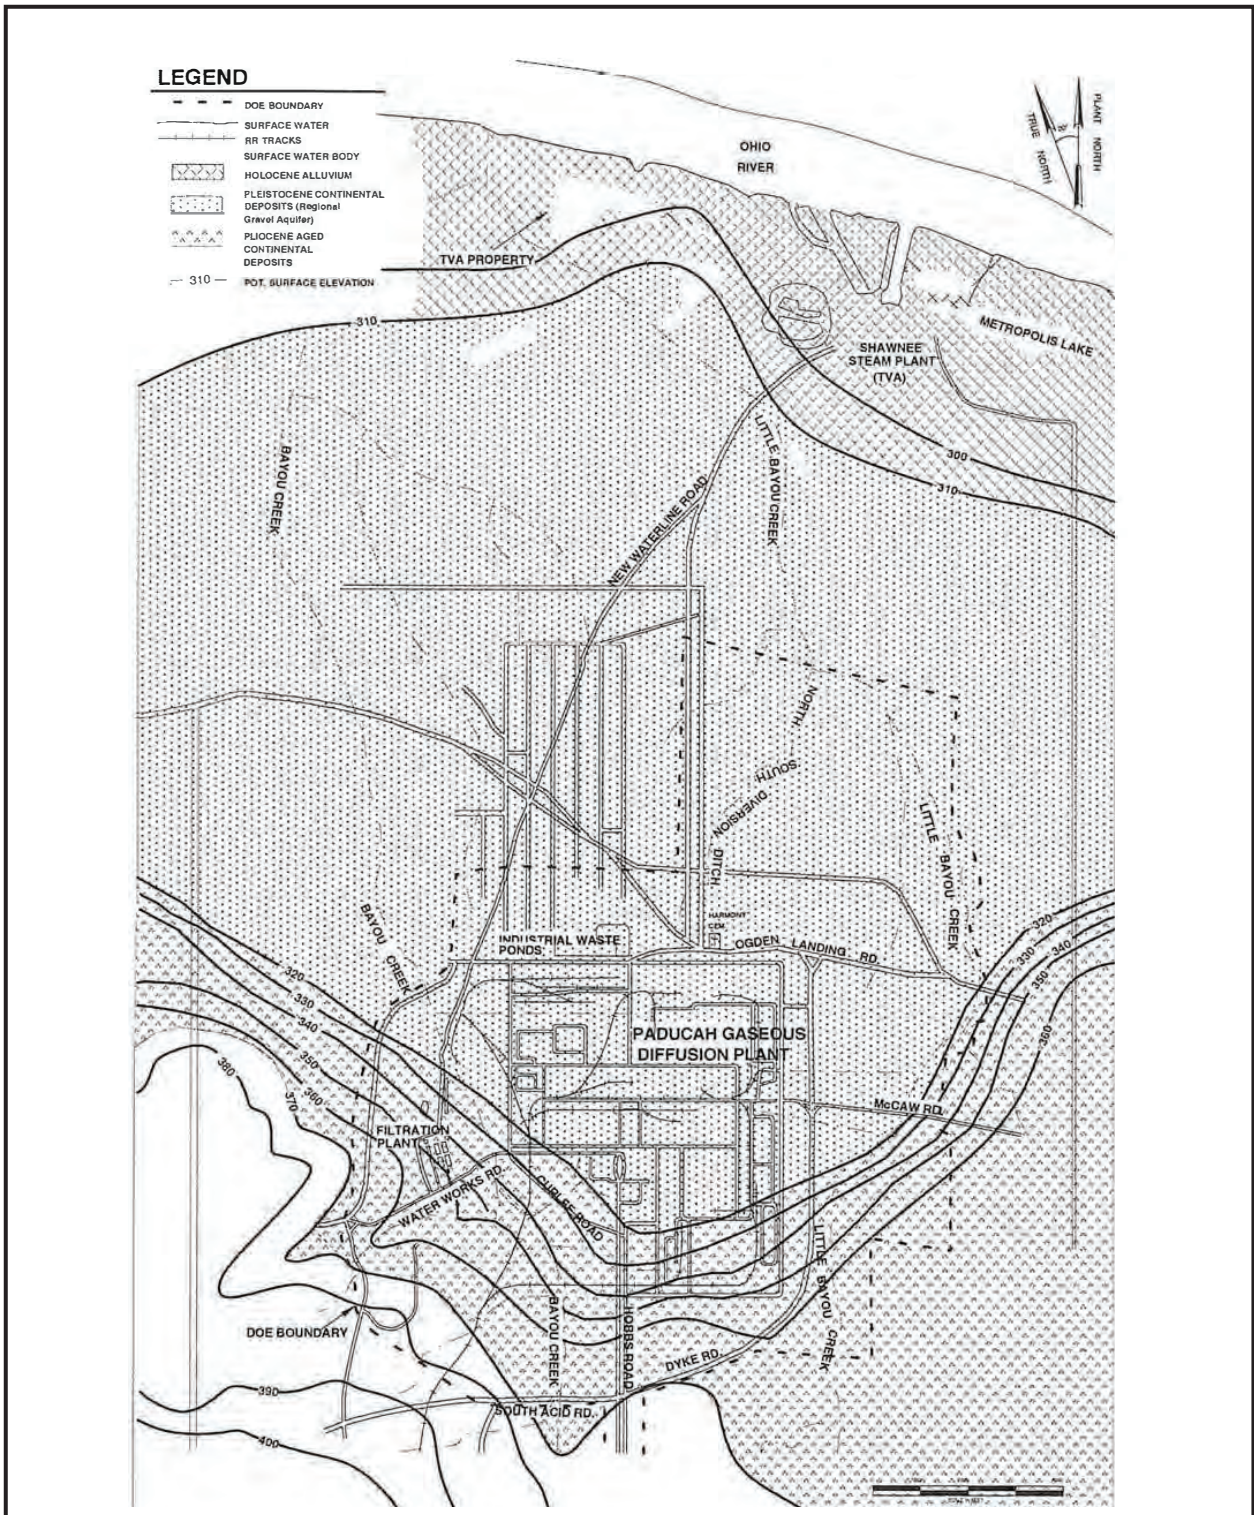 LEGEND
DOE BOUNDARY
SURFACE WATER
RR TRACKS
SURFACE WATER BODY
HOLOCENE ALLUVIUM
PLEISTOCENE CONTINENTAL
DEPOSITS (Regional
Gravel Aquifer)
PLIOCENE AGED
CONTINENTAL
DEPOSITS
310
POT. SURFACE ELEVATION
TRUE NORTH
PLANT NORTH
OHIO
RIVER
TVA PROPERTY
310
METROPOLIS LAKE
SHAWNEE
STEAM PLANT
(TVA)
300
310
BAYOU CREEK
LITTLE BAYOU CREEK
NEW WATERLINE ROAD
NORTH
SOUTH
DIVERSION
DITCH
LITTLE BAYOU CREEK
BAYOU CREEK
HARMONY
CEM.
INDUSTRIAL WASTE
PONDS
OGDEN LANDING RD.
320
330
340
350
360
320
330
340
350
360
370
380
PADUCAH GASEOUS
DIFFUSION PLANT
McCAW RD.
FILTRATION
PLANT
WATER WORKS RD.
CURLEE ROAD
LITTLE BAYOU CREEK
BAYOU CREEK
HOBBS ROAD
DYKE RD.
DOE BOUNDARY
SOUTH ACID RD.
390
400